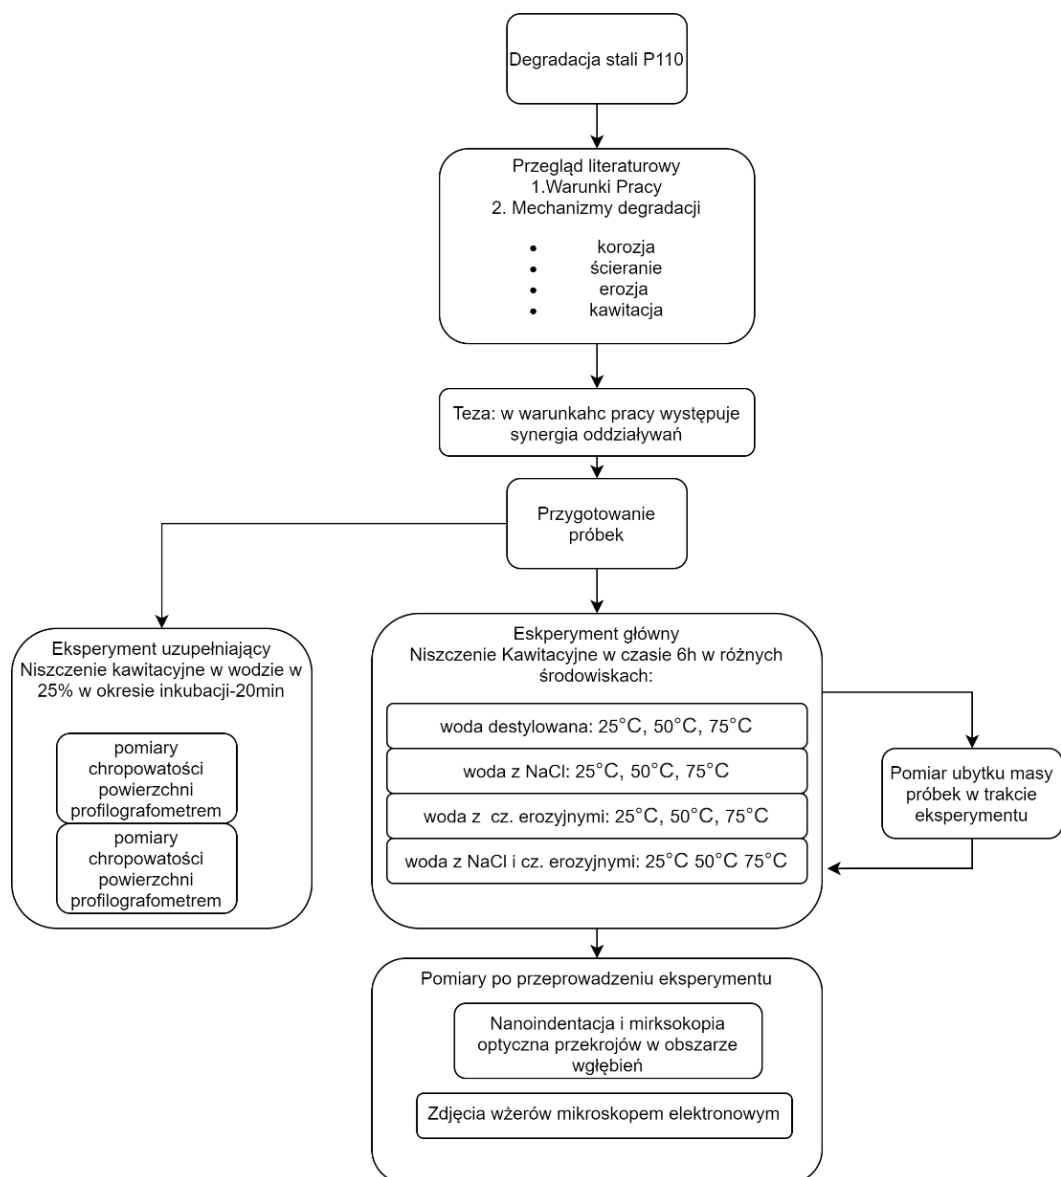 Degradacja stali P110
Przegląd literaturowy
1.Warunki Pracy
2. Mechanizmy degradacji
• korozja
• ścieranie
• erozja
• kawitacja
Teza: w warunkahc pracy występuje
synergia oddziaływań
Przygotowanie
próbek
Eksperyment uzupełniający
Niszczenie kawitacyjne w wodzie w
25% w okresie inkubacji-20min
pomiary
chropowatości
powierzchni
profilografometrem
pomiary
chropowatości
powierzchni
profilografometrem
Eskperyment główny
Niszczenie Kawitacyjne w czasie 6h w różnych
środowiskach:
woda destylowana: 25°C, 50°C, 75°C
woda z NaCl: 25°C, 50°C, 75°C
woda z cz. erozyjnymi: 25°C, 50°C, 75°C
woda z NaCl i cz. erozyjnymi: 25°C 50°C 75°C
Pomiar ubytku masy
próbek w trakcie
eksperymentu
Pomiary po przeprowadzeniu eksperymentu
Nanoindentacja i mirksokopia
optyczna przekrojów w obszarze
wgłębień
Zdjęcia wżerów mikroskopem elektronowym